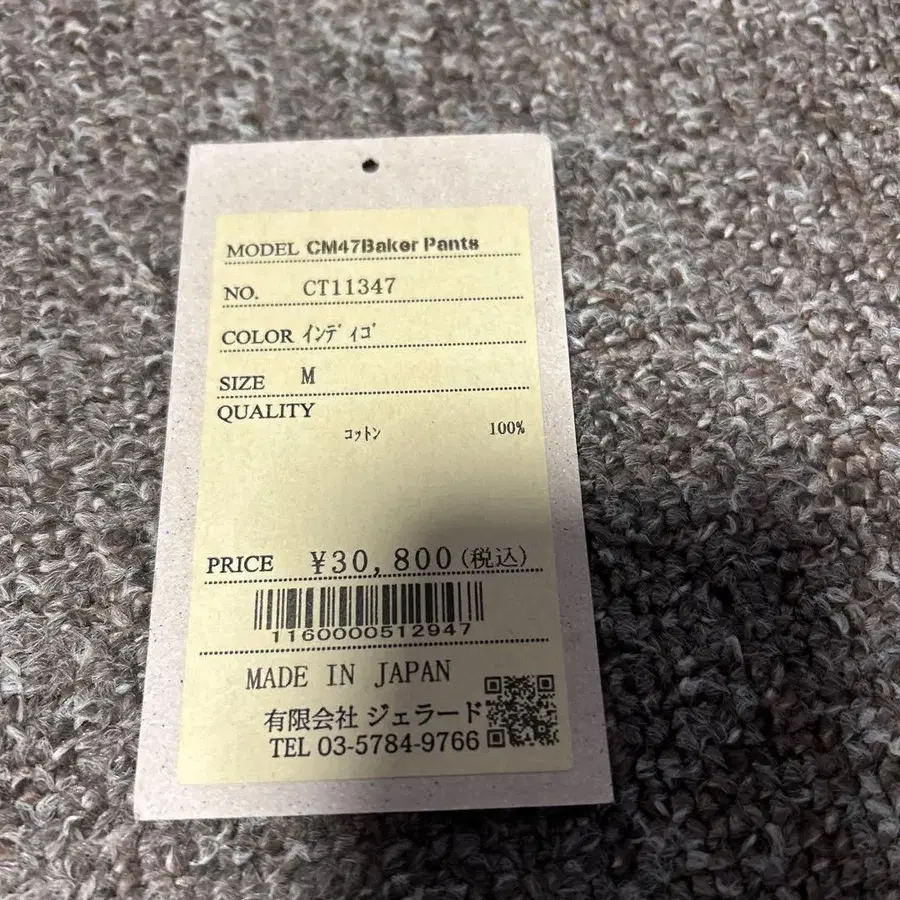 MODEL CM47Baker Pants
NO. CT11347
COLOR インディゴ
SIZE M
QUALITY
コットン 100%
PRICE ¥30,800(税込)
1160000512947
MADE IN JAPAN
有限会社 ジェラード
TEL 03-5784-9766